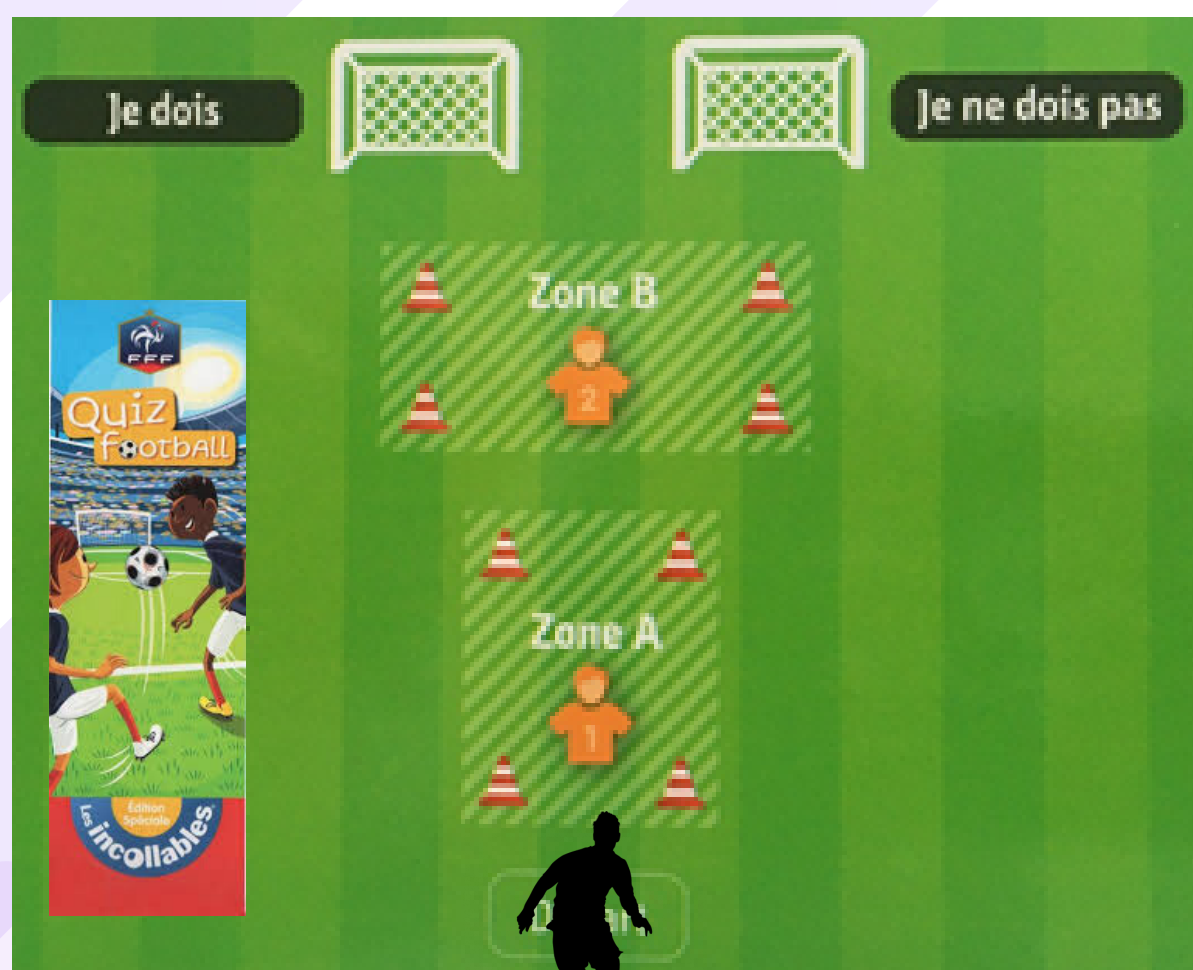 Je dois
Je ne dois pas
Zone B
2
FFF
Quiz
football
Zone A
1
Édition
Spéciale
Les
incollables